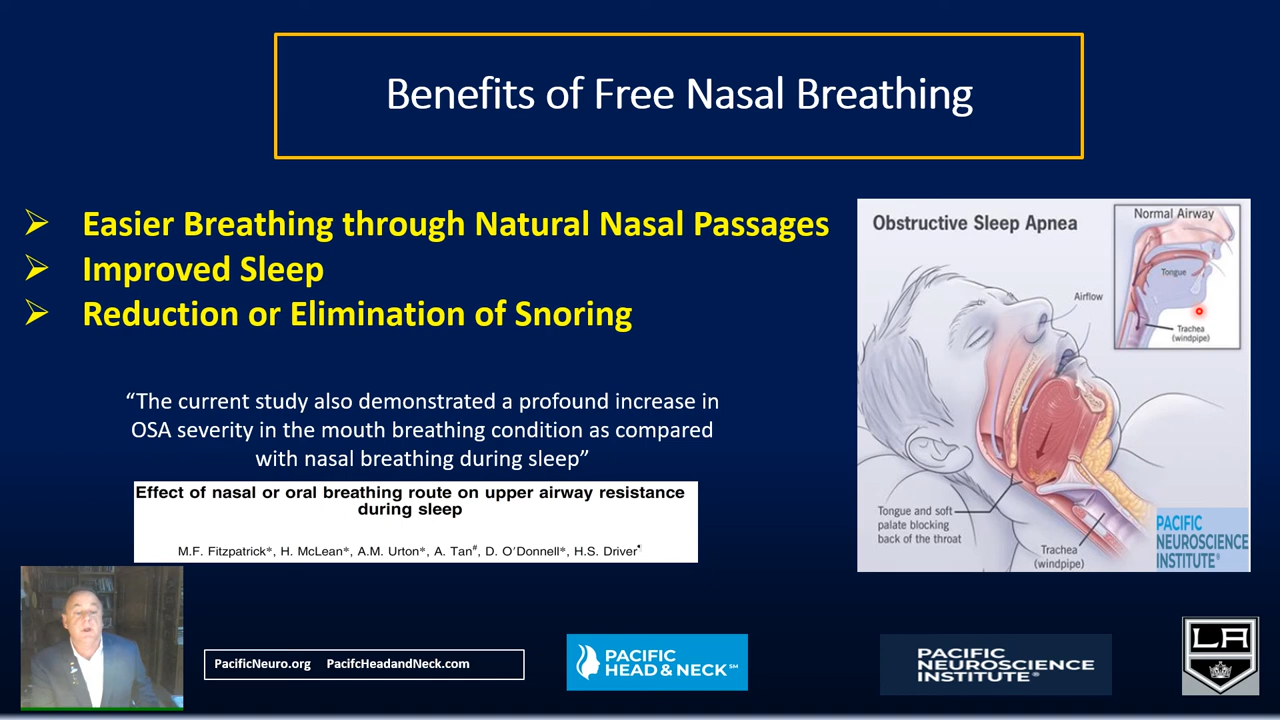 Benefits of Free Nasal Breathing
Easier Breathing through Natural Nasal Passages
Improved Sleep
Reduction or Elimination of Snoring
“The current study also demonstrated a profound increase in
OSA severity in the mouth breathing condition as compared
with nasal breathing during sleep”
Effect of nasal or oral breathing route on upper airway resistance
during sleep
M.F. Fitzpatrick*, H. McLean*, A.M. Urton*, A. Tan#, D. O'Donnell*, H.S. Driver¶
Obstructive Sleep Apnea
Normal Airway
Tongue
Trachea
(windpipe)
Airflow
Tongue and soft
palate blocking
back of the throat
Trachea
(windpipe)
PACIFIC
NEUROSCIENCE
INSTITUTE®
PacificNeuro.org PacifcHeadandNeck.com
PACIFIC
HEAD & NECK℠
PACIFIC
NEUROSCIENCE
INSTITUTE®
LA